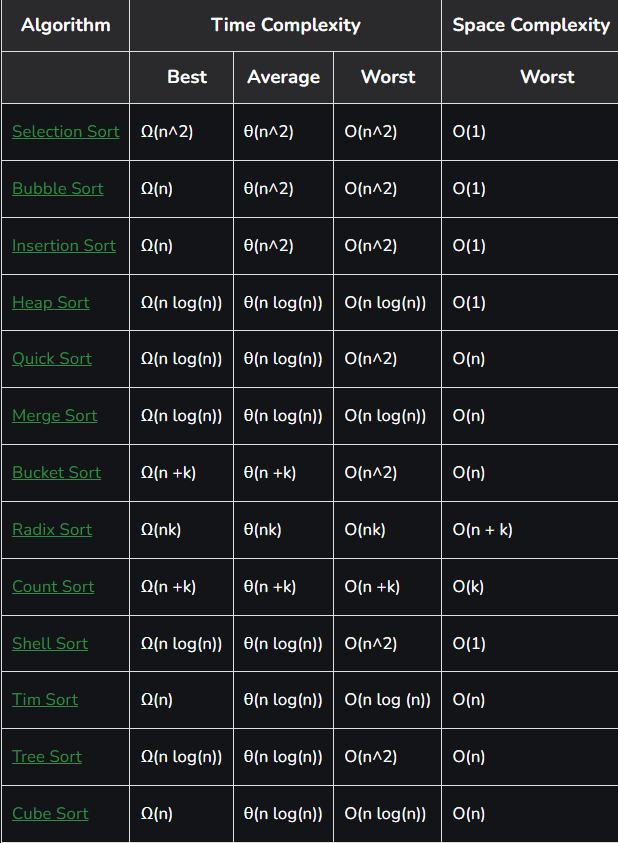 Algorithm Time Complexity Space Complexity
Best Average Worst Worst
Selection Sort Ω(n^2) θ(n^2) O(n^2) O(1)
Bubble Sort Ω(n) θ(n^2) O(n^2) O(1)
Insertion Sort Ω(n) θ(n^2) O(n^2) O(1)
Heap Sort Ω(n log(n)) θ(n log(n)) O(n log(n)) O(1)
Quick Sort Ω(n log(n)) θ(n log(n)) O(n^2) O(n)
Merge Sort Ω(n log(n)) θ(n log(n)) O(n log(n)) O(n)
Bucket Sort Ω(n +k) θ(n +k) O(n^2) O(n)
Radix Sort Ω(nk) θ(nk) O(nk) O(n + k)
Count Sort Ω(n +k) θ(n +k) O(n +k) O(k)
Shell Sort Ω(n log(n)) θ(n log(n)) O(n^2) O(1)
Tim Sort Ω(n) θ(n log(n)) O(n log (n)) O(n)
Tree Sort Ω(n log(n)) θ(n log(n)) O(n^2) O(n)
Cube Sort Ω(n) θ(n log(n)) O(n log(n)) O(n)